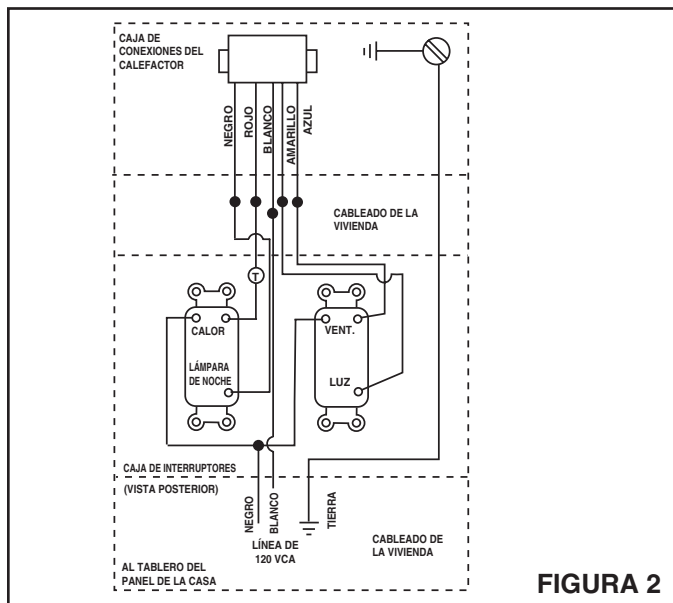 CAJA DE
CONEXIONES DEL
CALEFACTOR
NEGRO
ROJO
BLANCO
AMARILLO
AZUL
CABLEADO DE LA
VIVIENDA
T
CALOR
LÁMPARA
DE NOCHE
VENT.
LUZ
CAJA DE INTERRUPTORES
(VISTA POSTERIOR)
NEGRO
BLANCO
TIERRA
LÍNEA DE
120 VCA
CABLEADO DE
LA VIVIENDA
AL TABLERO DEL
PANEL DE LA CASA
FIGURA 2